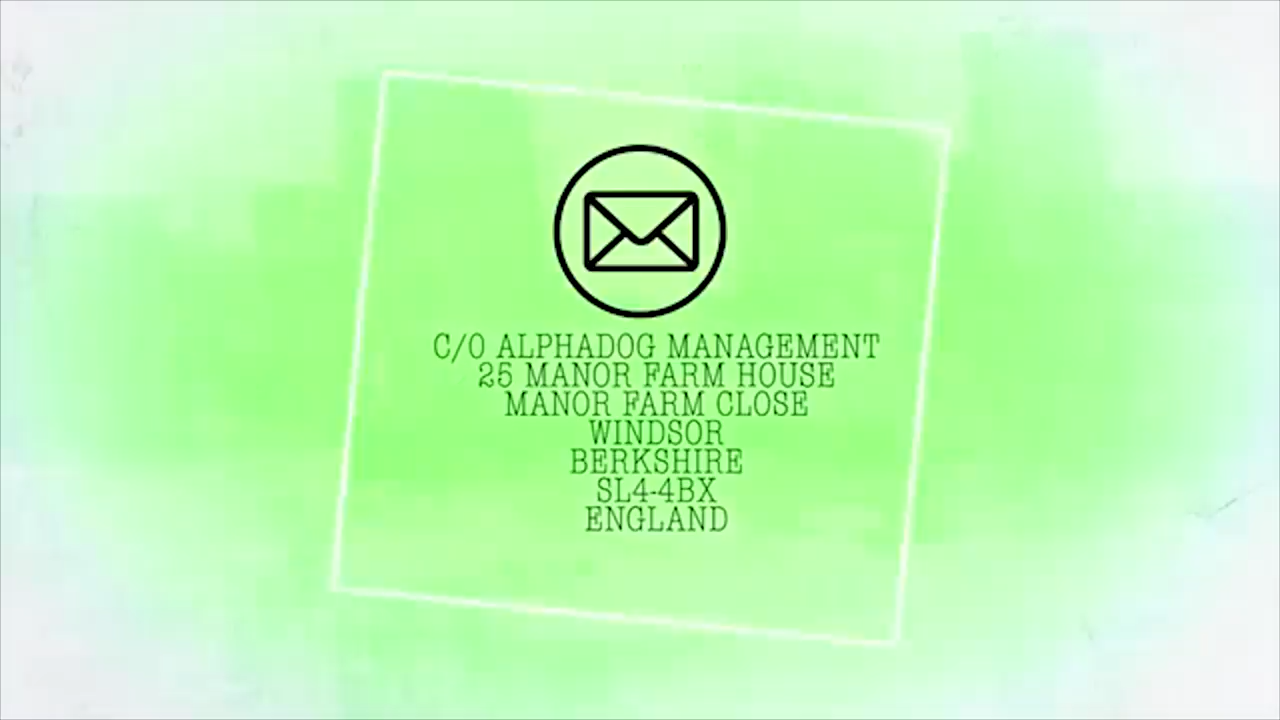 C/O ALPHADOG MANAGEMENT
25 MANOR FARM HOUSE
MANOR FARM CLOSE
WINDSOR
BERKSHIRE
SL4-4BX
ENGLAND